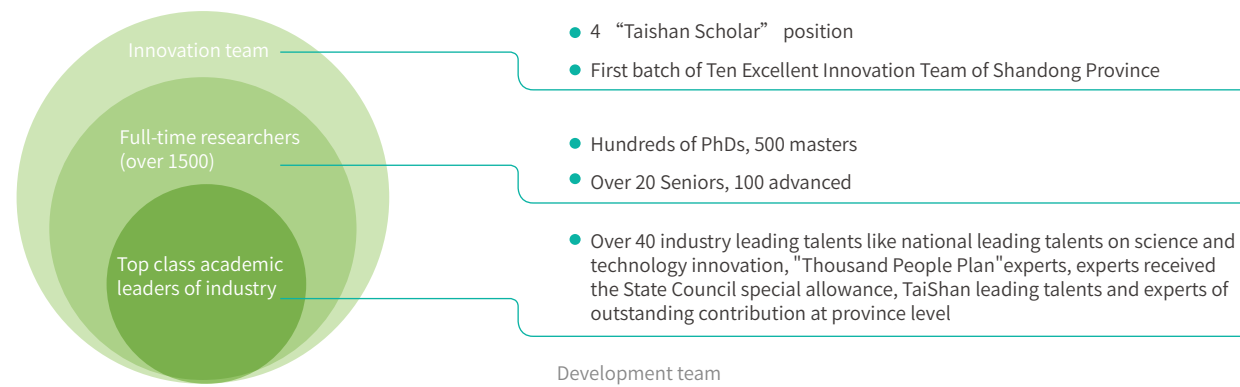 Innovation team
4 “Taishan Scholar” position
First batch of Ten Excellent Innovation Team of Shandong Province
Full-time researchers
(over 1500)
Hundreds of PhDs, 500 masters
Over 20 Seniors, 100 advanced
Top class academic
leaders of industry
Over 40 industry leading talents like national leading talents on science and
technology innovation, "Thousand People Plan"experts, experts received
the State Council special allowance, TaiShan leading talents and experts of
outstanding contribution at province level
Development team